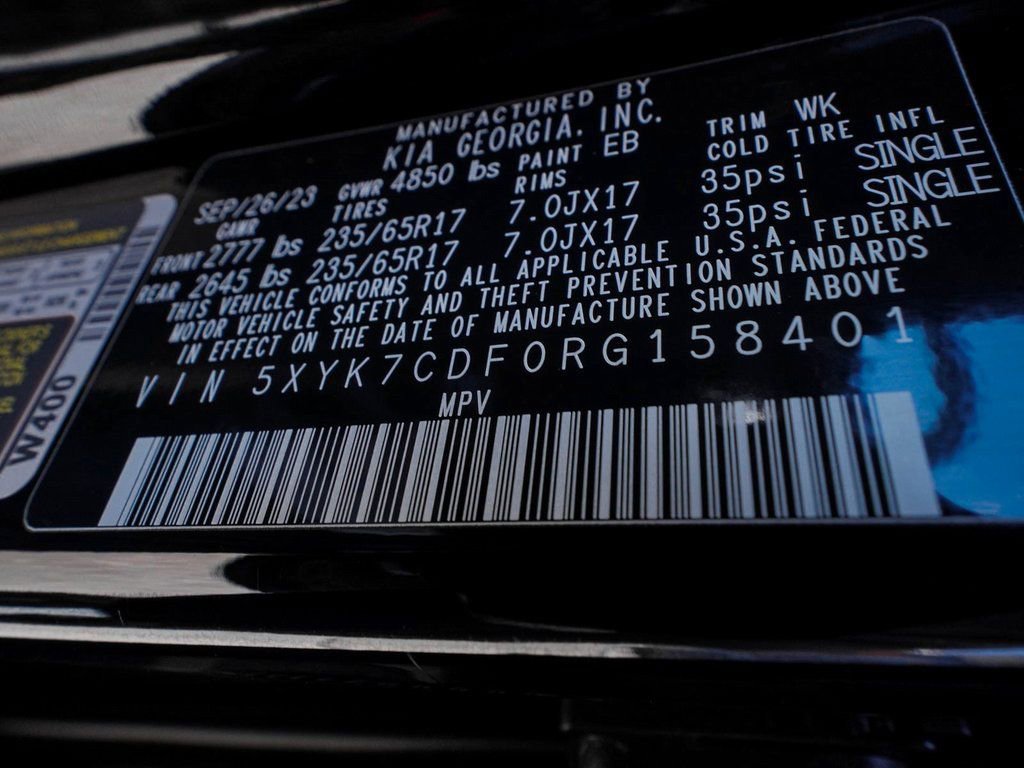 MANUFACTURED BY
KIA GEORGIA, INC.
SEP/26/23 GVWR 4850 lbs PAINT EB TRIM WK
GAWR TIRES RIMS COLD TIRE INFL
FRONT 2777 lbs 235/65R17 7.0JX17 35psi SINGLE
REAR 2645 lbs 235/65R17 7.0JX17 35psi SINGLE
THIS VEHICLE CONFORMS TO ALL APPLICABLE U.S.A. FEDERAL
MOTOR VEHICLE SAFETY AND THEFT PREVENTION STANDARDS
IN EFFECT ON THE DATE OF MANUFACTURE SHOWN ABOVE
VIN 5XYK7CDF0RG158401
MPV
W400